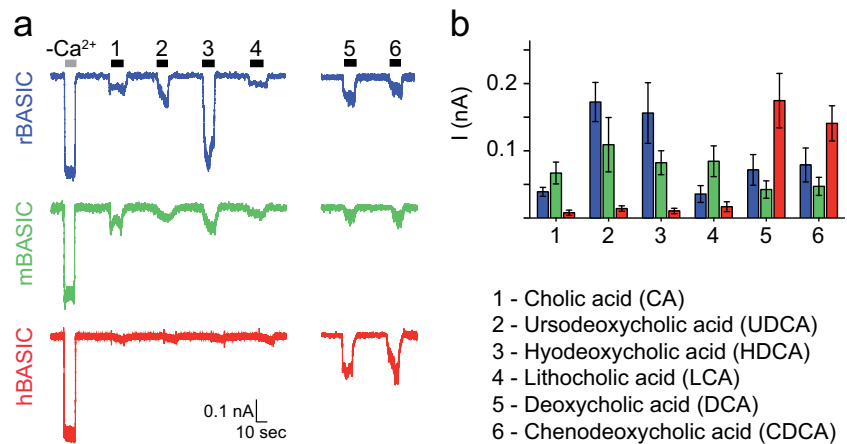 a
-Ca²⁺ 1 2 3 4 5 6
rBASIC
mBASIC
hBASIC
0.1 nA
10 sec
b
I (nA)
0.2
0.1
1 2 3 4 5 6
1 - Cholic acid (CA)
2 - Ursodeoxycholic acid (UDCA)
3 - Hyodeoxycholic acid (HDCA)
4 - Lithocholic acid (LCA)
5 - Deoxycholic acid (DCA)
6 - Chenodeoxycholic acid (CDCA)